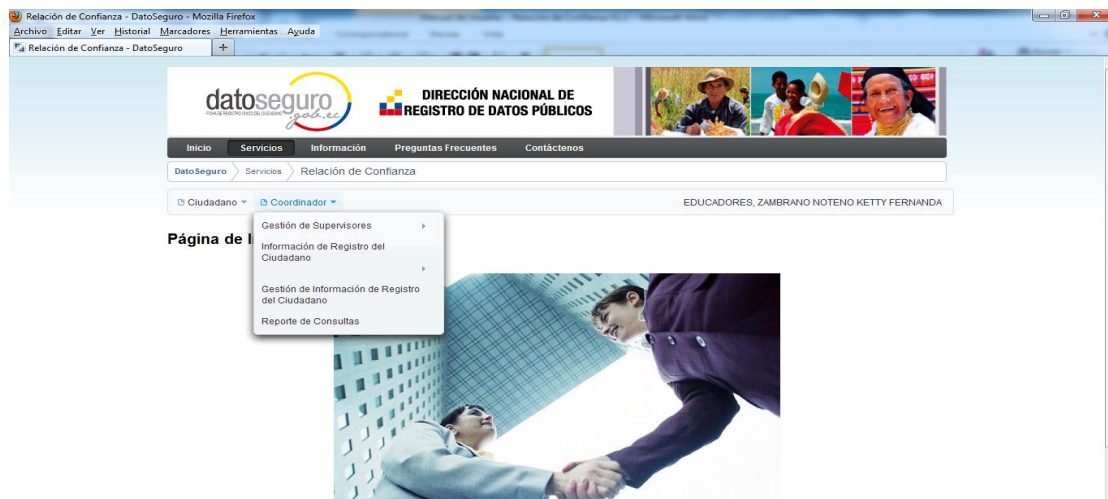 Relación de Confianza - DatoSeguro - Mozilla Firefox
Archivo Editar Ver Historial Marcadores Herramientas Ayuda
Relación de Confianza - DatoSeguro +
datoseguro
gob.ec
DIRECCIÓN NACIONAL DE
REGISTRO DE DATOS PÚBLICOS
Inicio Servicios Información Preguntas Frecuentes Contáctenos
DatoSeguro Servicios Relación de Confianza
Ciudadano Coordinador EDUCADORES, ZAMBRANO NOTENO KETTY FERNANDA
Gestión de Supervisores
Página de I
Información de Registro del
Ciudadano
Gestión de Información de Registro
del Ciudadano
Reporte de Consultas